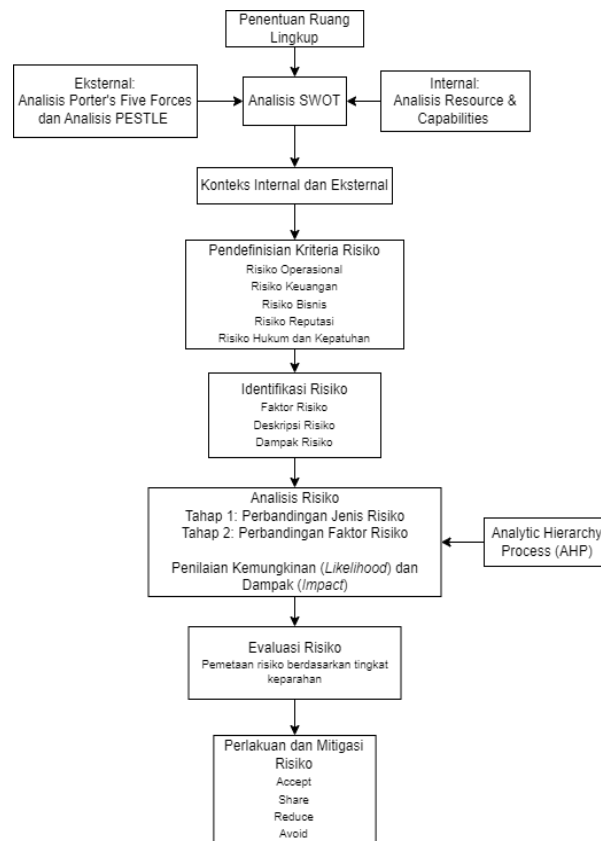 Penentuan Ruang
Lingkup
Eksternal:
Analisis Porter's Five Forces
dan Analisis PESTLE
Analisis SWOT
Internal:
Analisis Resource &
Capabilities
Konteks Internal dan Eksternal
Pendefinisian Kriteria Risiko
Risiko Operasional
Risiko Keuangan
Risiko Bisnis
Risiko Reputasi
Risiko Hukum dan Kepatuhan
Identifikasi Risiko
Faktor Risiko
Deskripsi Risiko
Dampak Risiko
Analisis Risiko
Tahap 1: Perbandingan Jenis Risiko
Tahap 2: Perbandingan Faktor Risiko
Penilaian Kemungkinan (Likelihood) dan
Dampak (Impact)
Analytic Hierarchy
Process (AHP)
Evaluasi Risiko
Pemetaan risiko berdasarkan tingkat
keparahan
Perlakuan dan Mitigasi
Risiko
Accept
Share
Reduce
Avoid